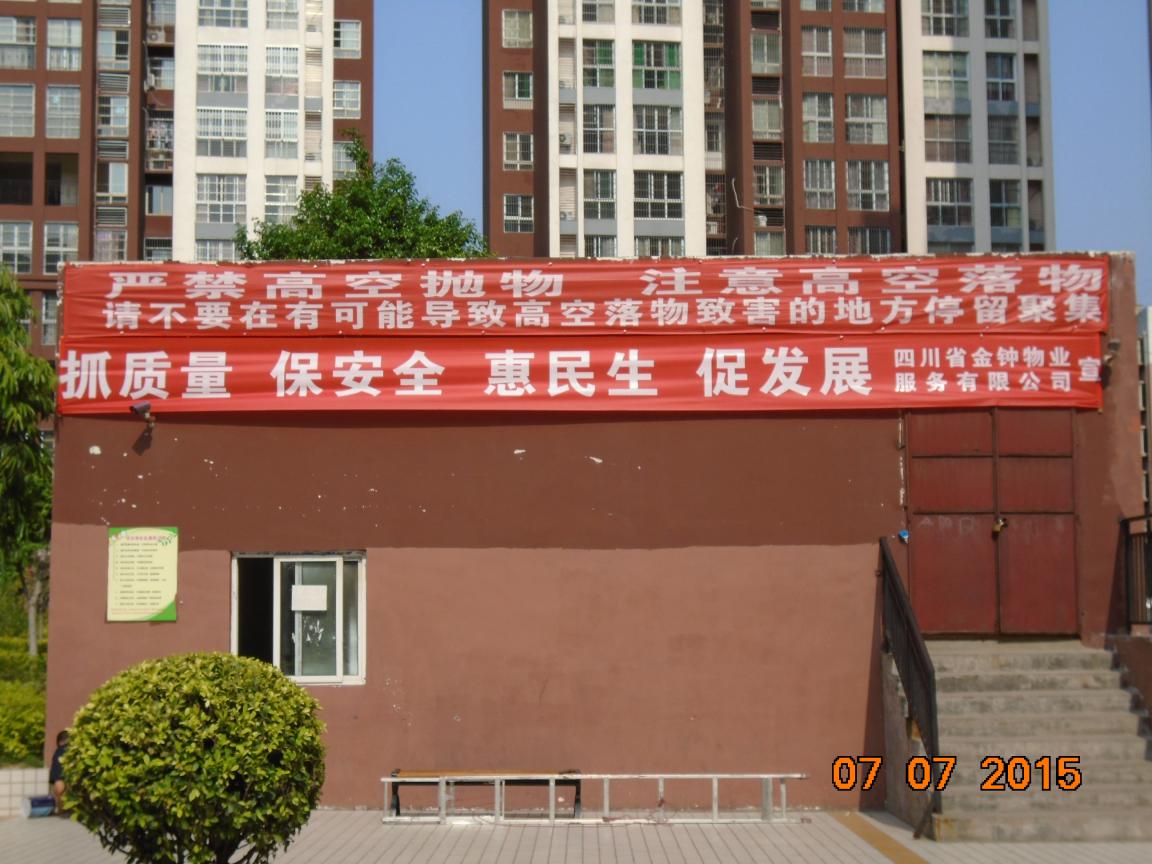 严禁高空抛物 注意高空落物
请不要在有可能导致高空落物致害的地方停留聚集
抓质量 保安全 惠民生 促发展 四川省金钟物业服务有限公司 宣
07 07 2015